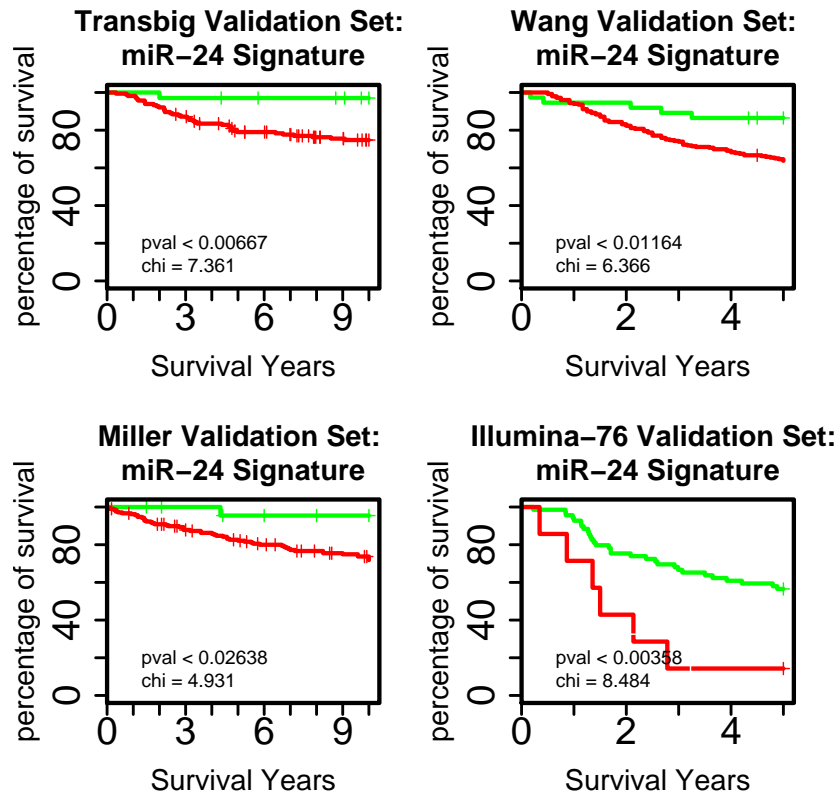 Transbig Validation Set:
miR−24 Signature
percentage of survival
80
40
0
pval < 0.00667
chi = 7.361
0 3 6 9
Survival Years
Wang Validation Set:
miR−24 Signature
percentage of survival
80
40
0
pval < 0.01164
chi = 6.366
0 2 4
Survival Years
Miller Validation Set:
miR−24 Signature
percentage of survival
80
40
0
pval < 0.02638
chi = 4.931
0 3 6 9
Survival Years
Illumina−76 Validation Set:
miR−24 Signature
percentage of survival
80
40
0
pval < 0.00358
chi = 8.484
0 2 4
Survival Years